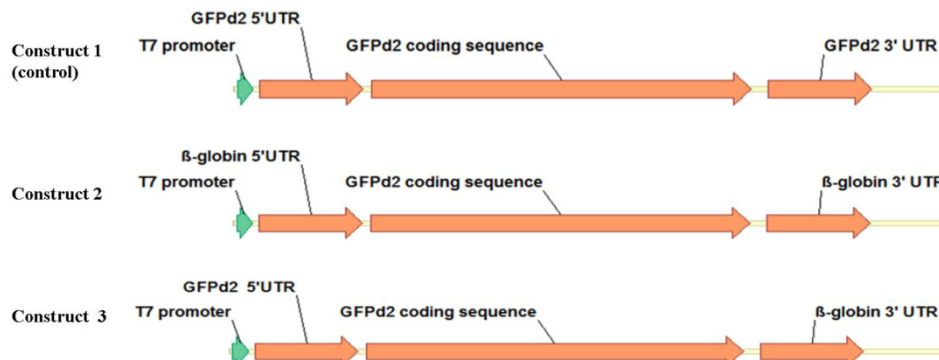 GFPd2 5'UTR
T7 promoter
GFPd2 coding sequence
GFPd2 3' UTR
Construct 1
(control)
ß-globin 5'UTR
T7 promoter
GFPd2 coding sequence
ß-globin 3' UTR
Construct 2
GFPd2 5'UTR
T7 promoter
GFPd2 coding sequence
ß-globin 3' UTR
Construct 3